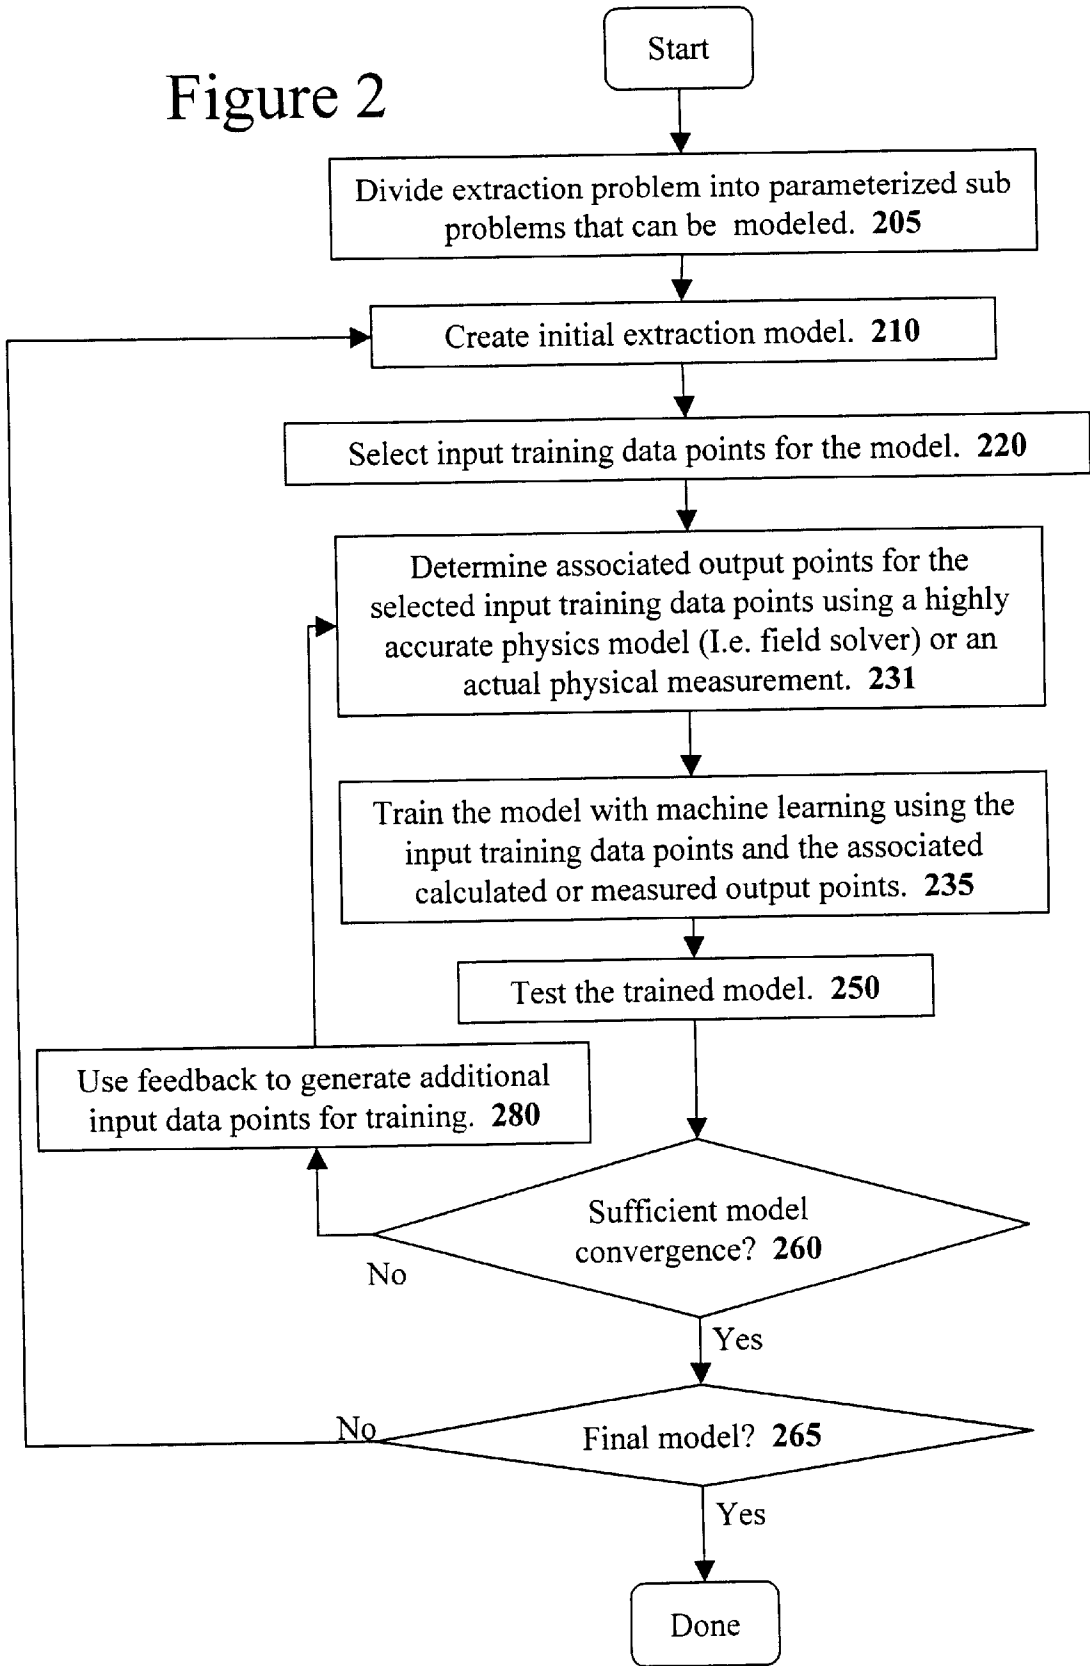 Start
Figure 2
Divide extraction problem into parameterized sub
problems that can be modeled. 205
Create initial extraction model. 210
Select input training data points for the model. 220
Determine associated output points for the
selected input training data points using a highly
accurate physics model (I.e. field solver) or an
actual physical measurement. 231
Train the model with machine learning using the
input training data points and the associated
calculated or measured output points. 235
Test the trained model. 250
Use feedback to generate additional
input data points for training. 280
Sufficient model
convergence? 260
No
Yes
Final model? 265
No
Yes
Done